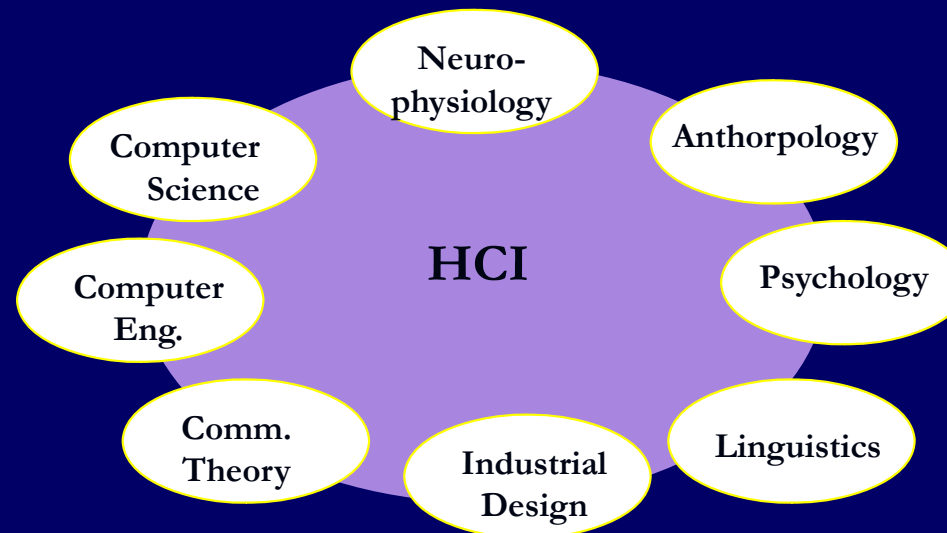 Neuro-
physiology
Anthorpology
Computer
Science
HCI
Psychology
Computer
Eng.
Comm.
Theory
Industrial
Design
Linguistics